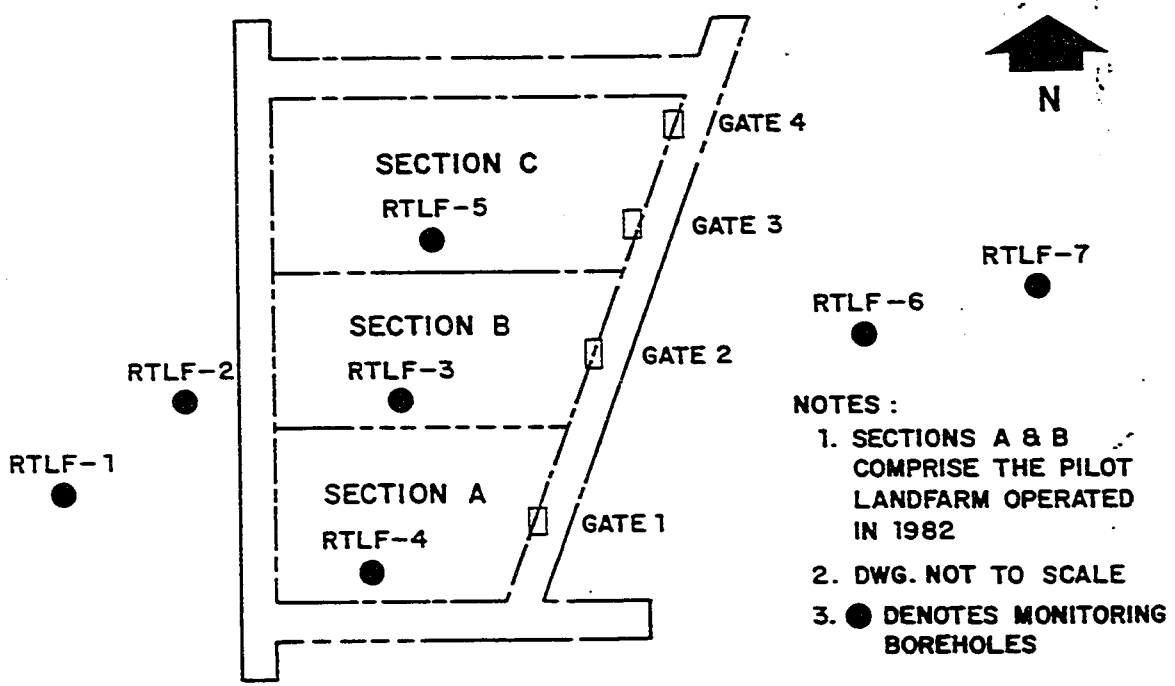 N
GATE 4
SECTION C
RTLF-5
GATE 3
RTLF-7
RTLF-6
SECTION B
GATE 2
RTLF-2
RTLF-3
NOTES :
1. SECTIONS A & B
COMPRISE THE PILOT
LANDFARM OPERATED
IN 1982
RTLF-1
SECTION A
GATE 1
RTLF-4
2. DWG. NOT TO SCALE
3. ● DENOTES MONITORING
BOREHOLES